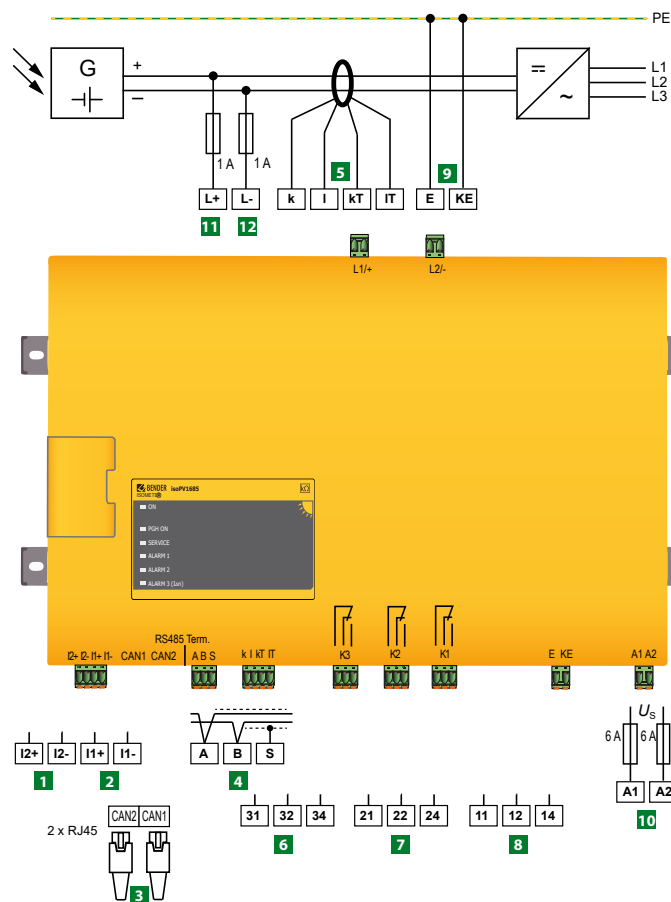 PE
G
+
−
=
~
L1
L2
L3
1 A
1 A
5
9
L+
L-
k
l
kT
lT
E
KE
11
12
L1/+
L2/-
BENDER isoPV1685
ISOMETER®
kΩ
ON
PGH ON
SERVICE
ALARM 1
ALARM 2
ALARM 3 (IΔn)
RS485 Term.
I2+ I2- I1+ I1-
CAN1 CAN2
A B S
k l kT lT
K3
K2
K1
E KE
A1 A2
US
6 A
6 A
I2+
I2-
I1+
I1-
A
B
S
A1
A2
1
2
4
10
CAN2
CAN1
2 x RJ45
31
32
34
21
22
24
11
12
14
6
7
8
3